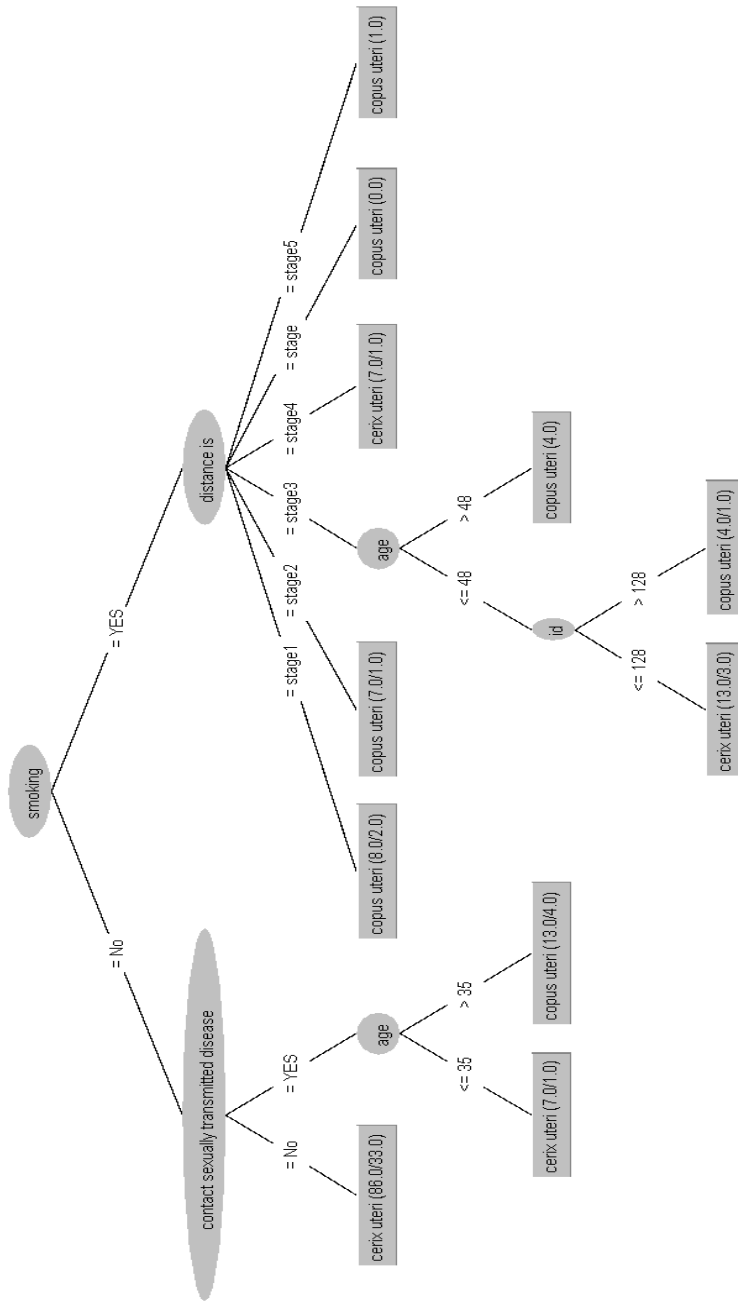 smoking
= No
= YES
contact sexually transmitted disease
distance is
= No
= YES
= stage1
= stage2
= stage3
= stage4
= stage
= stage5
cerix uteri (86.0/33.0)
age
copus uteri (8.0/2.0)
copus uteri (7.0/1.0)
age
cerix uteri (7.0/1.0)
copus uteri (0.0)
copus uteri (1.0)
<= 35
> 35
<= 48
> 48
cerix uteri (7.0/1.0)
copus uteri (13.0/4.0)
id
copus uteri (4.0)
<= 128
> 128
cerix uteri (13.0/3.0)
copus uteri (4.0/1.0)